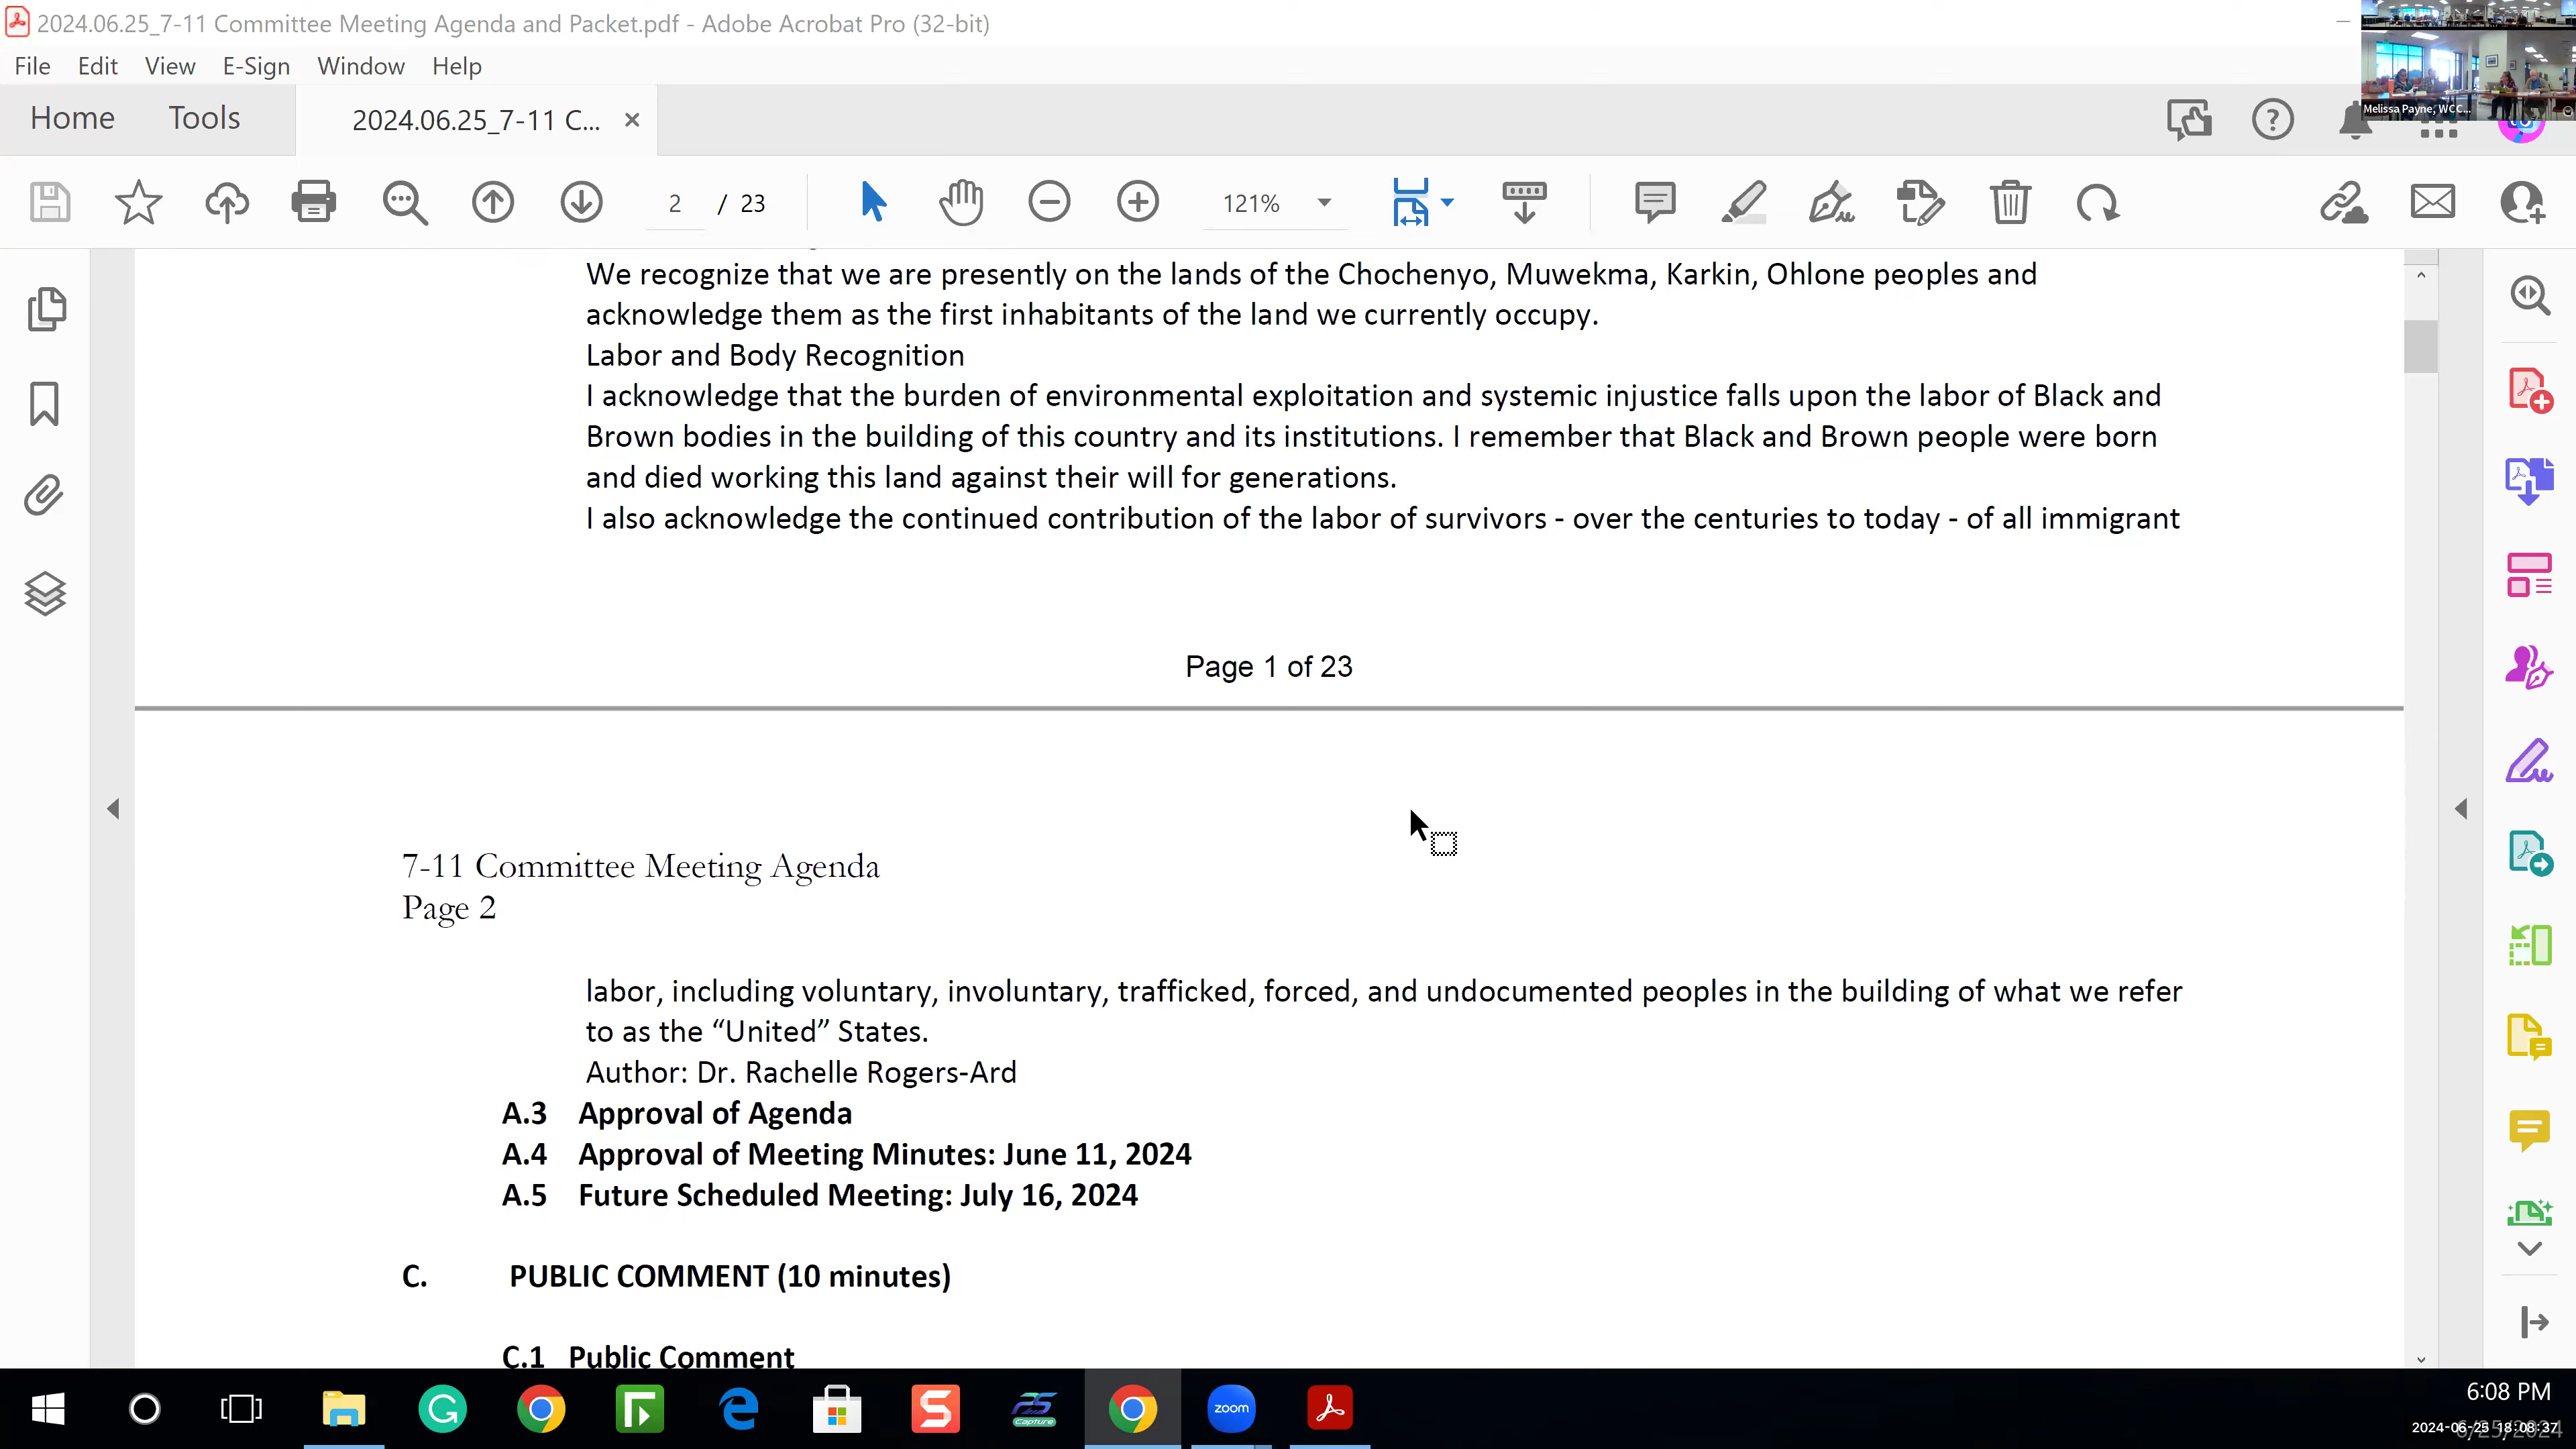 2024.06.25_7-11 Committee Meeting Agenda and Packet.pdf - Adobe Acrobat Pro (32-bit)
File Edit View E-Sign Window Help
Home Tools 2024.06.25_7-11 C... ×
Melissa Payne, WCC...
2 / 23 121%
We recognize that we are presently on the lands of the Chochenyo, Muwekma, Karkin, Ohlone peoples and
acknowledge them as the first inhabitants of the land we currently occupy.
Labor and Body Recognition
I acknowledge that the burden of environmental exploitation and systemic injustice falls upon the labor of Black and
Brown bodies in the building of this country and its institutions. I remember that Black and Brown people were born
and died working this land against their will for generations.
I also acknowledge the continued contribution of the labor of survivors - over the centuries to today - of all immigrant
Page 1 of 23
7-11 Committee Meeting Agenda
Page 2
labor, including voluntary, involuntary, trafficked, forced, and undocumented peoples in the building of what we refer
to as the “United” States.
Author: Dr. Rachelle Rogers-Ard
A.3 Approval of Agenda
A.4 Approval of Meeting Minutes: June 11, 2024
A.5 Future Scheduled Meeting: July 16, 2024
C. PUBLIC COMMENT (10 minutes)
C.1 Public Comment
Capture
zoom
6:08 PM
2024-06-25 18:08:37